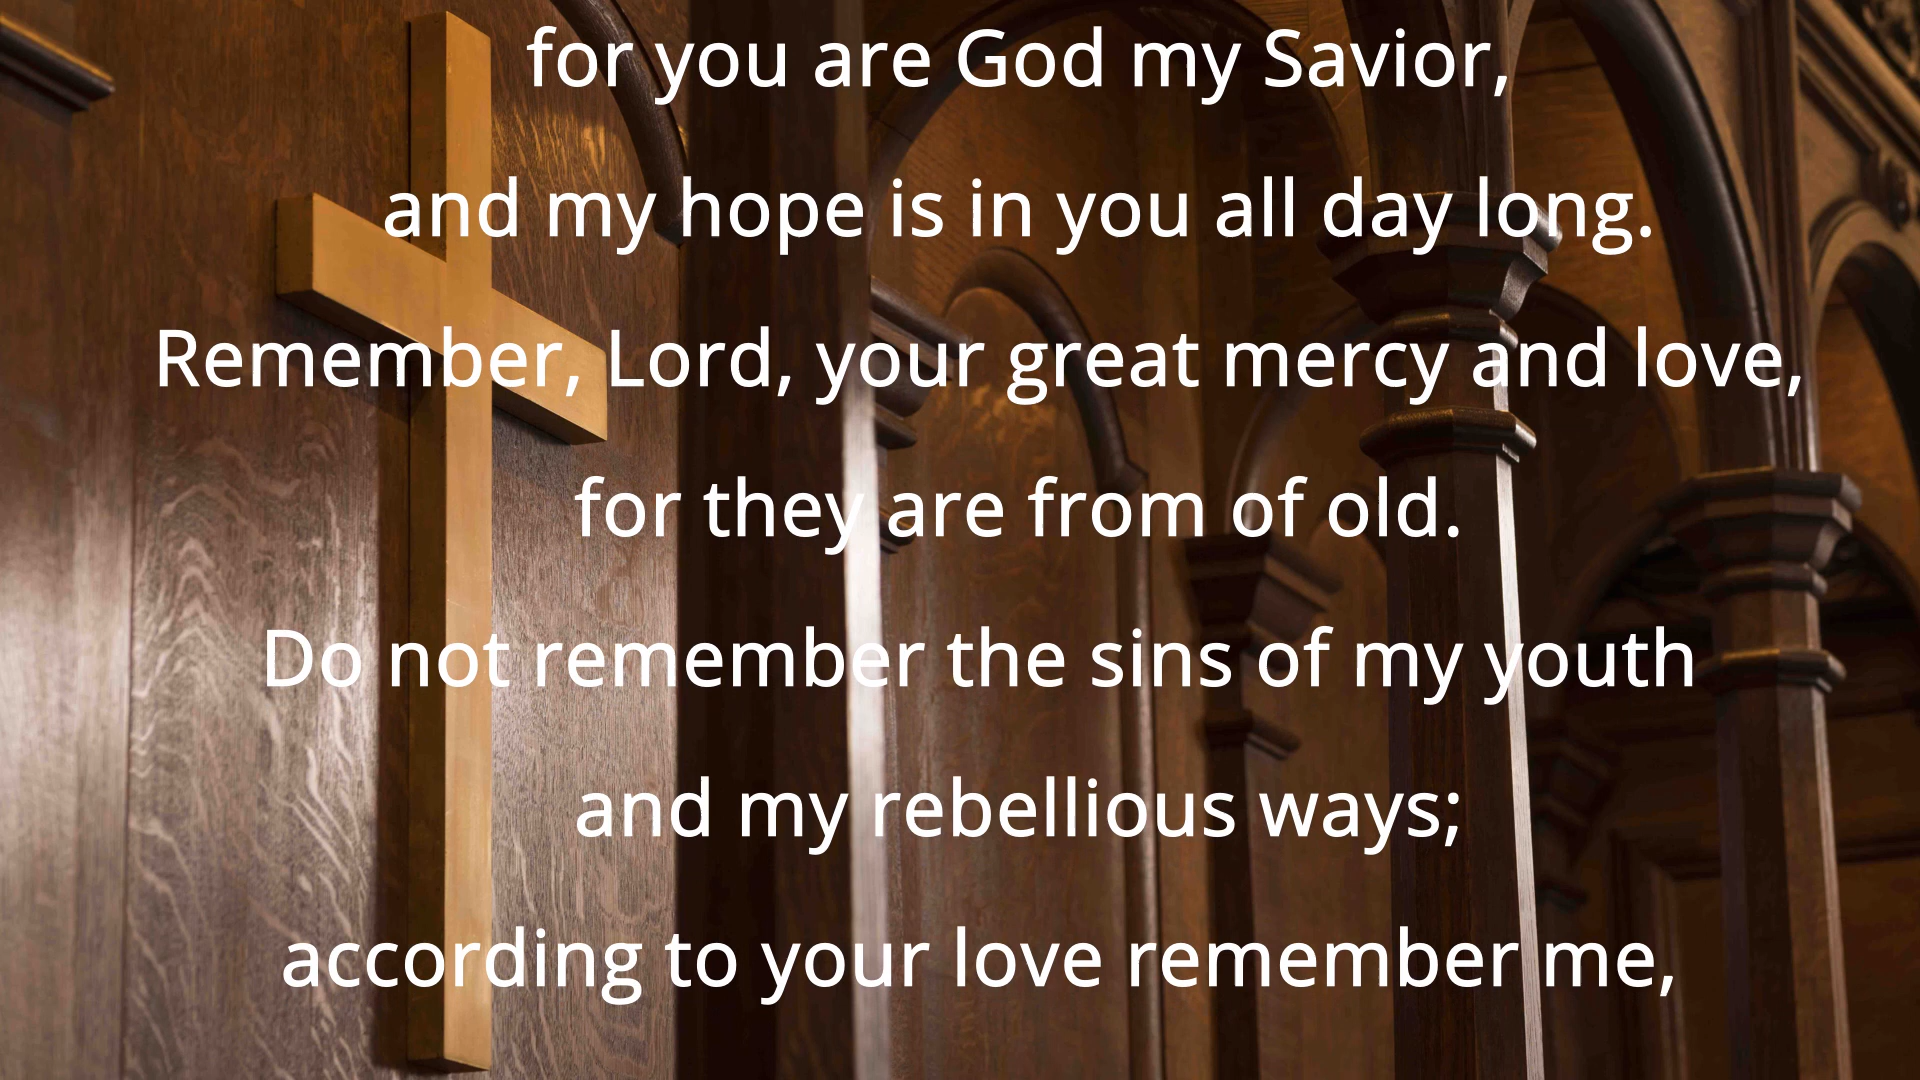 for you are God my Savior,
and my hope is in you all day long.
Remember, Lord, your great mercy and love,
for they are from of old.
Do not remember the sins of my youth
and my rebellious ways;
according to your love remember me,